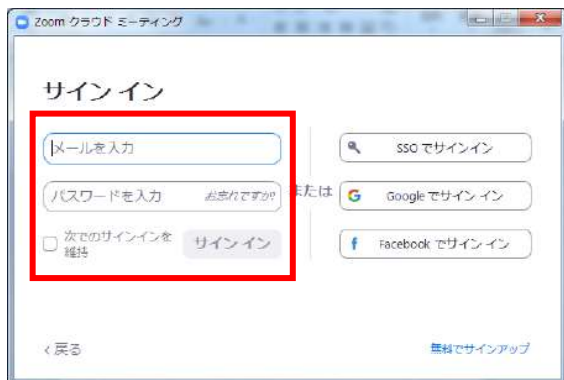 Zoom クラウド ミーティング
サイン イン
メールを入力
パスワードを入力 お忘れですか?
次でのサインインを
維持
サイン イン
または
SSO でサインイン
Google でサイン イン
Facebook でサイン イン
く戻る
無料でサインアップ